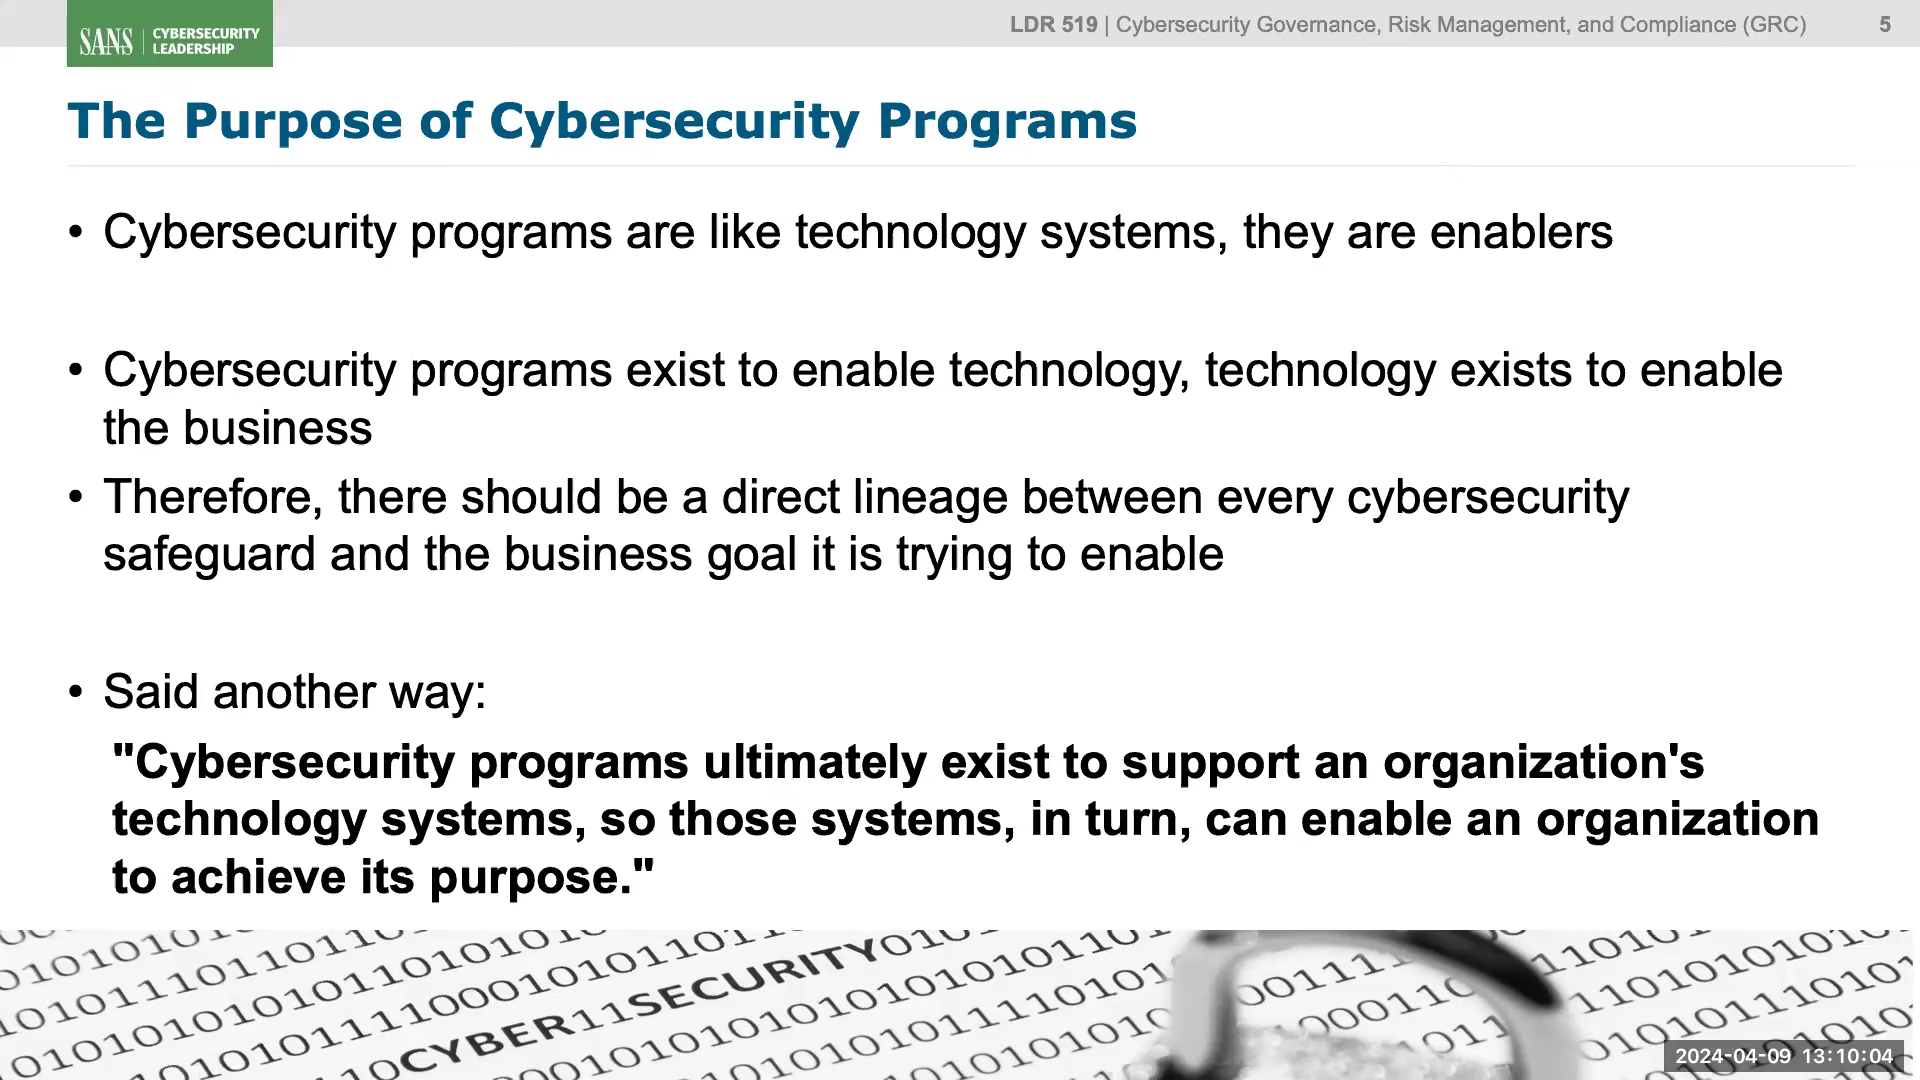 SANS | CYBERSECURITY
LEADERSHIP
LDR 519 | Cybersecurity Governance, Risk Management, and Compliance (GRC)
5
The Purpose of Cybersecurity Programs
• Cybersecurity programs are like technology systems, they are enablers
• Cybersecurity programs exist to enable technology, technology exists to enable
the business
• Therefore, there should be a direct lineage between every cybersecurity
safeguard and the business goal it is trying to enable
• Said another way:
"Cybersecurity programs ultimately exist to support an organization's
technology systems, so those systems, in turn, can enable an organization
to achieve its purpose."
CYBER11SECURITY
2024-04-09 13:10:04